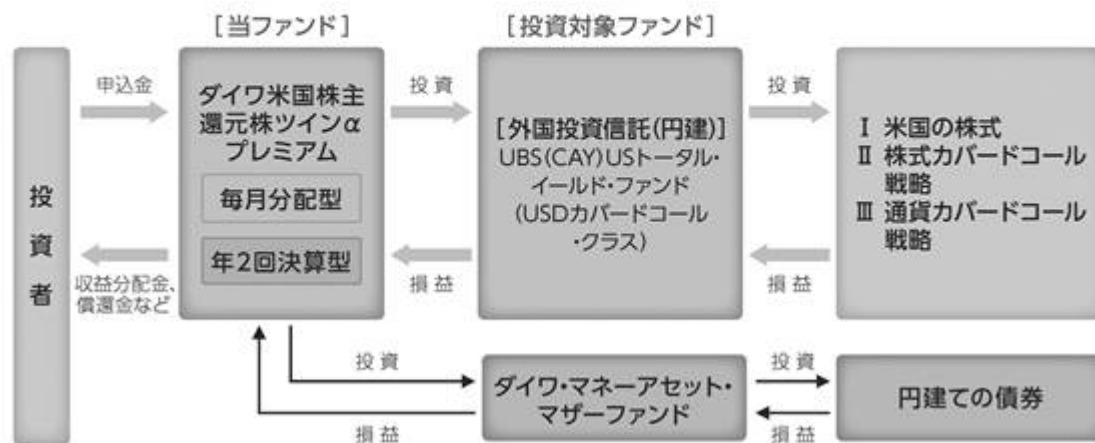 [当ファンド]
[投資対象ファンド]
投資者
申込金
収益分配金、
償還金など
ダイワ米国株主
還元株ツインα
プレミアム
毎月分配型
年2回決算型
投資
損益
[外国投資信託(円建)]
UBS(CAY)USトータル・
イールド・ファンド
(USDカバードコール
・クラス)
投資
損益
Ⅰ 米国の株式
Ⅱ 株式カバードコール
戦略
Ⅲ 通貨カバードコール
戦略
投資
損益
ダイワ・マネーアセット・
マザーファンド
投資
損益
円建ての債券